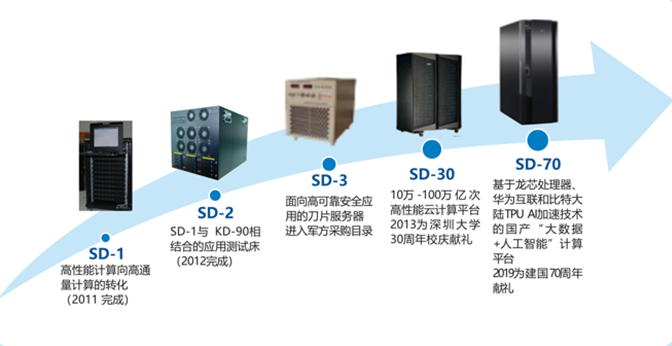 SD-1
高性能计算向高通
量计算的转化
（2011 完成）
SD-2
SD-1与 KD-90相
结合的应用测试床
（2012完成）
SD-3
面向高可靠安全应
用的刀片服务器
进入军方采购目录
SD-30
10万 -100万 亿 次
高性能云计算平台
2013为 深 圳 大 学
30周年校庆献礼
SD-70
基于龙芯处理器、
华为互联和比特大
陆TPU AI加速技术
的国产“大数据
+人工智能”计算
平台
2019为建国70周年
献礼